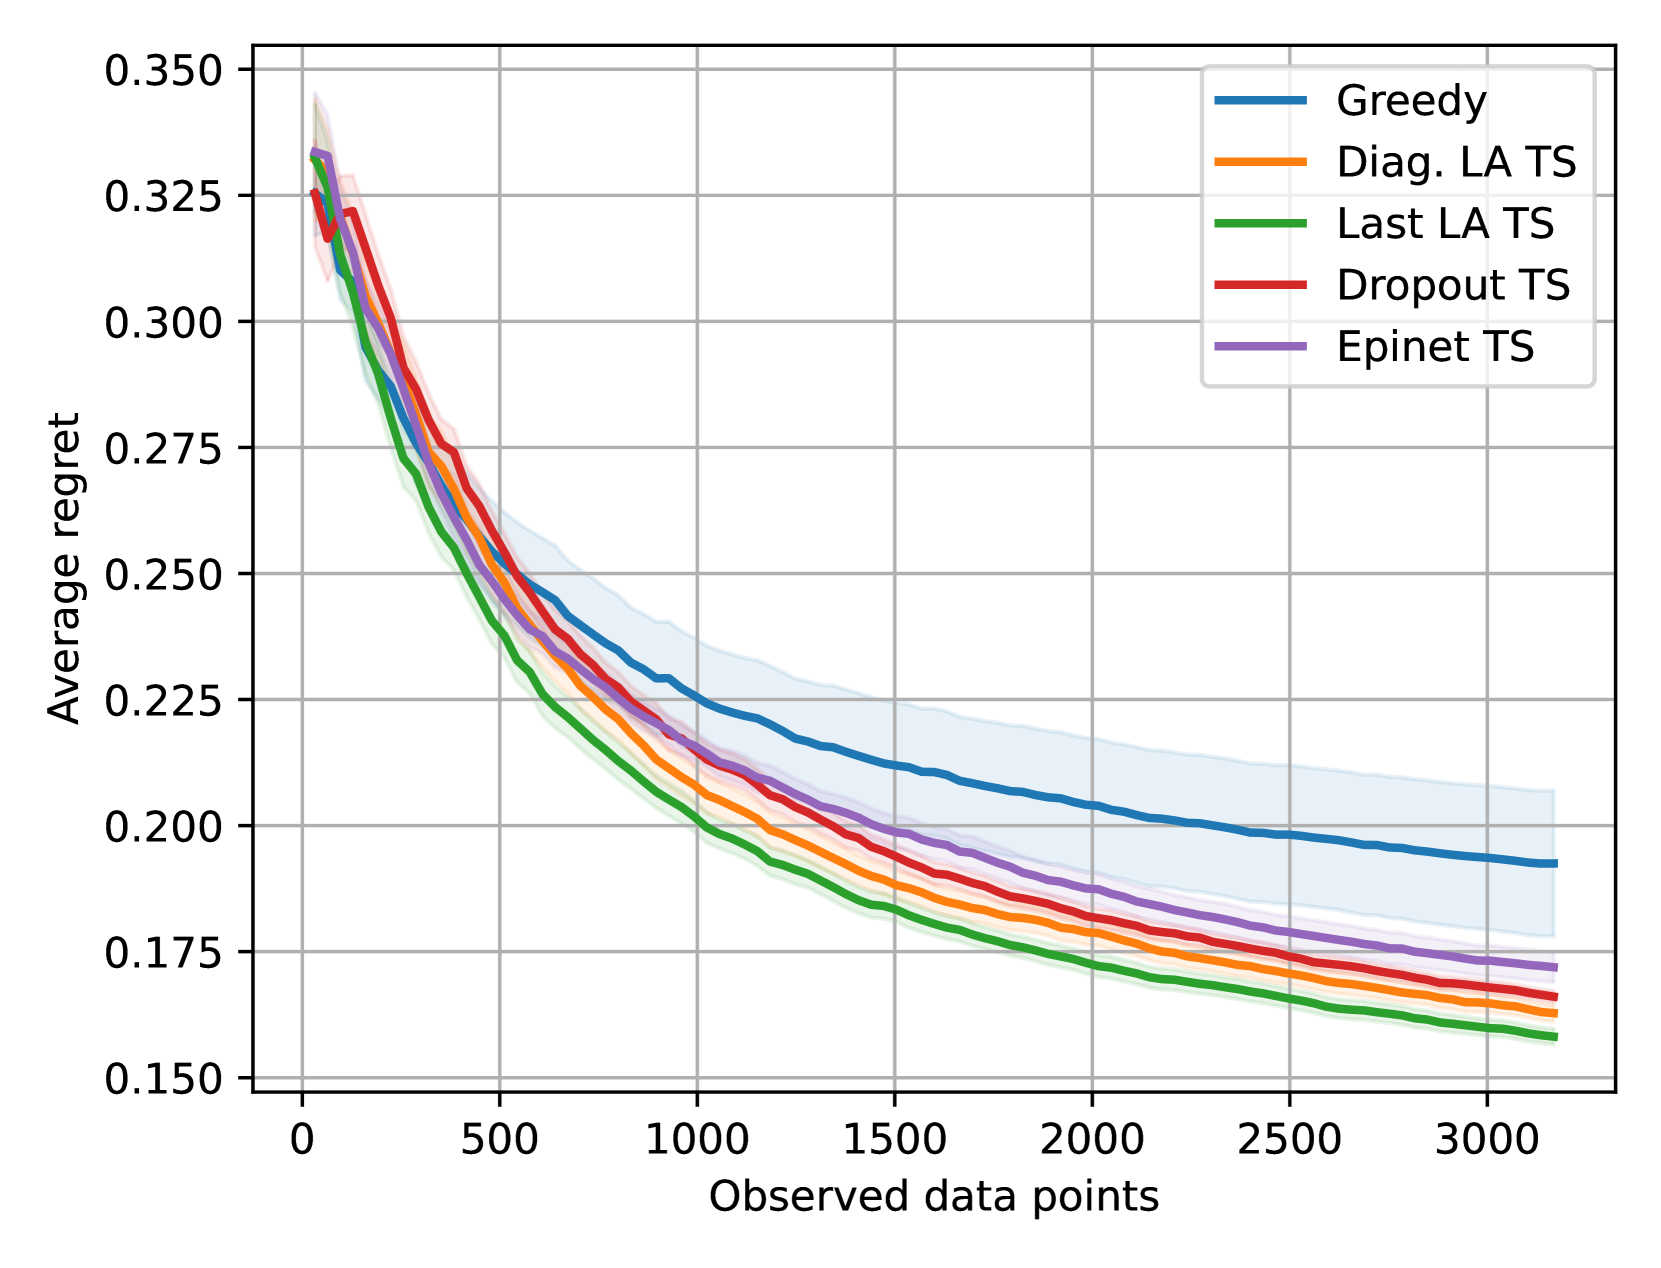 0.350
0.325
0.300
0.275
0.250
0.225
0.200
0.175
0.150
Average regret
Greedy
Diag. LA TS
Last LA TS
Dropout TS
Epinet TS
0 500 1000 1500 2000 2500 3000
Observed data points